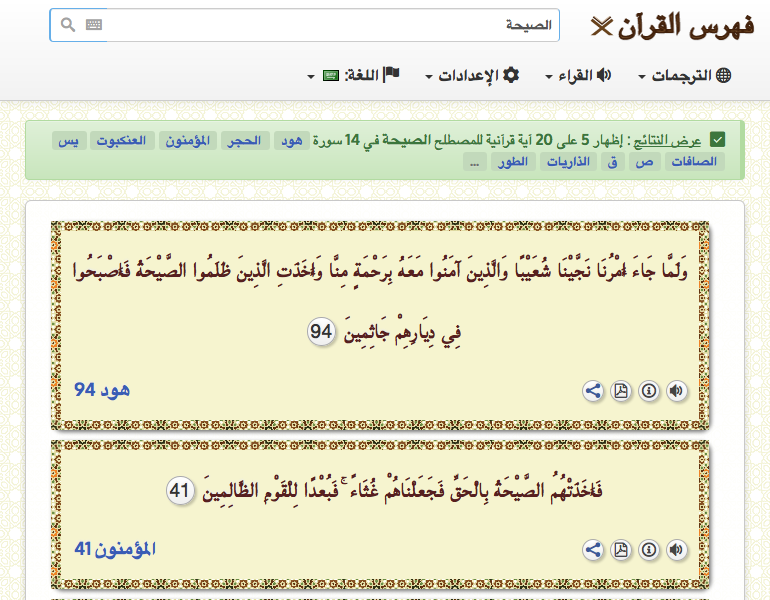 فهرس القرآن
الصيحة
الترجمات
القراء
الإعدادات
اللغة:
عرض النتائج : إظهار 5 على 20 آية قرآنية للمصطلح الصيحة في 14 سورة هود الحجر المؤمنون العنكبوت يس
الصافات ص ق الذاريات الطور ...
وَلَمَّا جَاءَ أَمْرُنَا نَجَّيْنَا شُعَيْبًا وَالَّذِينَ آمَنُوا مَعَهُ بِرَحْمَةٍ مِنَّا وَأَخَذَتِ الَّذِينَ ظَلَمُوا الصَّيْحَةُ فَأَصْبَحُوا
فِي دِيَارِهِمْ جَاثِمِينَ 94
هود 94
فَأَخَذَتْهُمُ الصَّيْحَةُ بِالْحَقِّ فَجَعَلْنَاهُمْ غُثَاءً ۚ فَبُعْدًا لِلْقَوْمِ الظَّالِمِينَ 41
المؤمنون 41